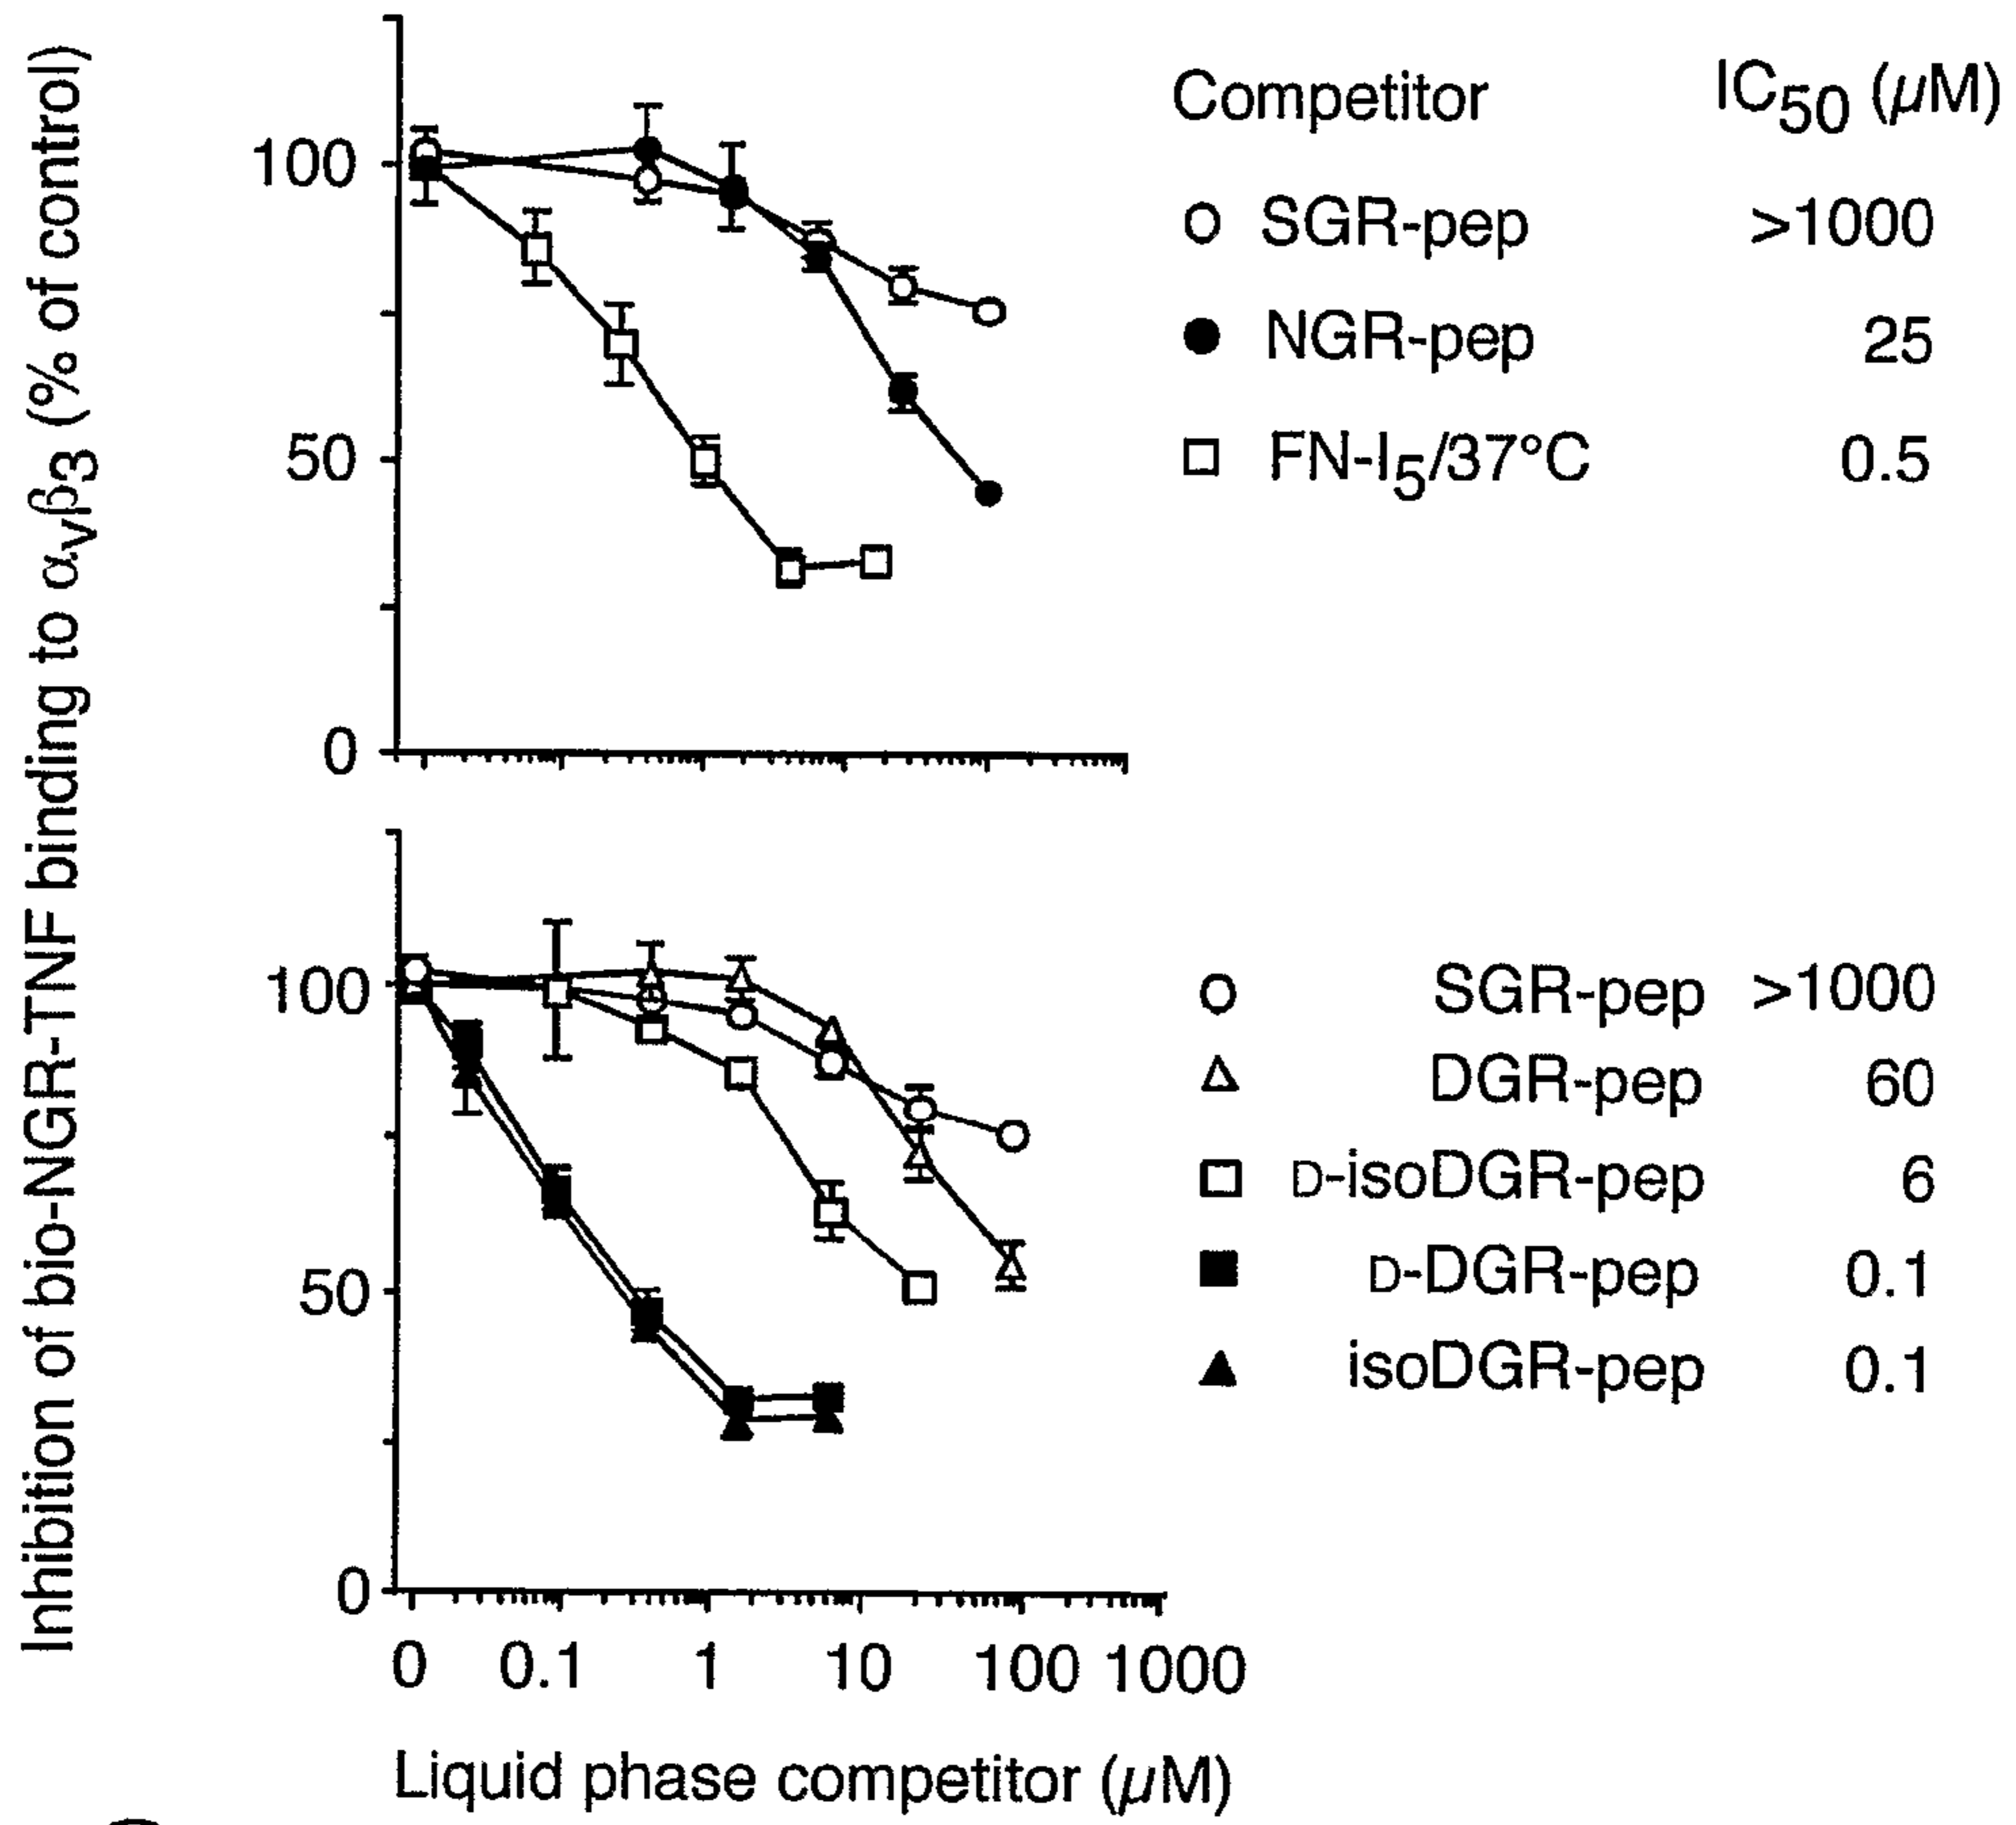 Inhibition of bio-NGR-TNF binding to αvβ3 (% of control)
100
50
0
Competitor IC50 (μM)
SGR-pep >1000
NGR-pep 25
FN-I5/37°C 0.5
100
50
0
SGR-pep >1000
DGR-pep 60
D-isoDGR-pep 6
D-DGR-pep 0.1
isoDGR-pep 0.1
0 0.1 1 10 100 1000
Liquid phase competitor (μM)